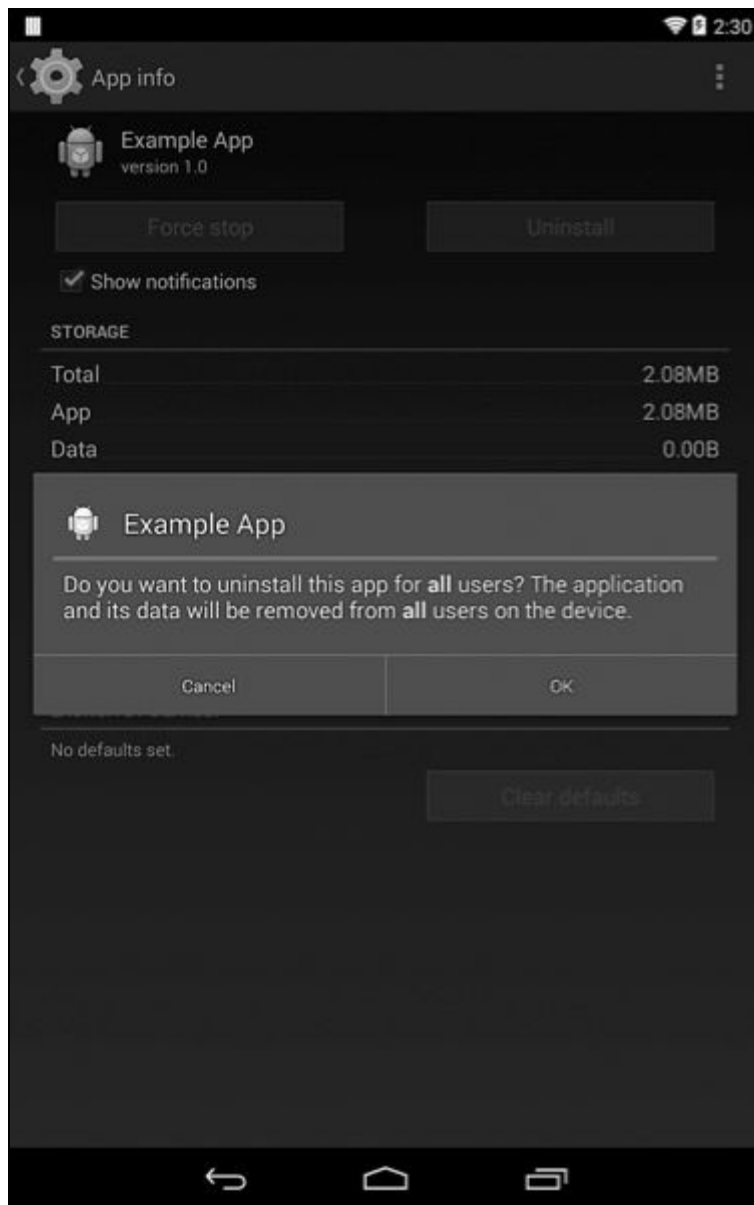 2:30
App info
Example App
version 1.0
Force stop
Uninstall
Show notifications
STORAGE
Total 2.08MB
App 2.08MB
Data 0.00B
Example App
Do you want to uninstall this app for all users? The application
and its data will be removed from all users on the device.
Cancel
OK
No defaults set.
Clear defaults